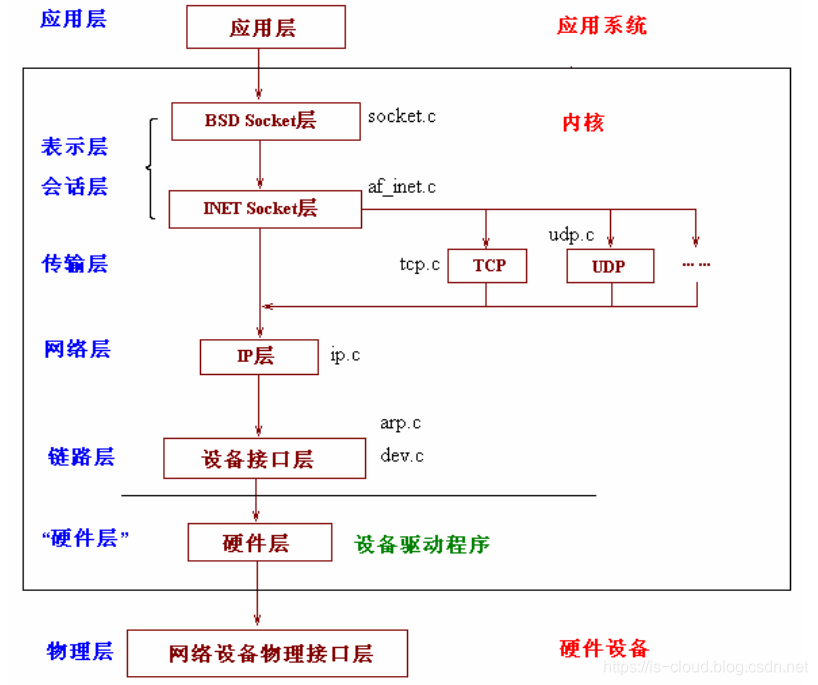 应用层
应用层
应用系统
BSD Socket层
socket.c
内核
表示层
会话层
af_inet.c
INET Socket层
udp.c
传输层
tcp.c
TCP
UDP
... ...
网络层
IP层
ip.c
arp.c
链路层
设备接口层
dev.c
“硬件层”
硬件层
设备驱动程序
物理层
网络设备物理接口层
硬件设备
https://is-cloud.blog.csdn.net